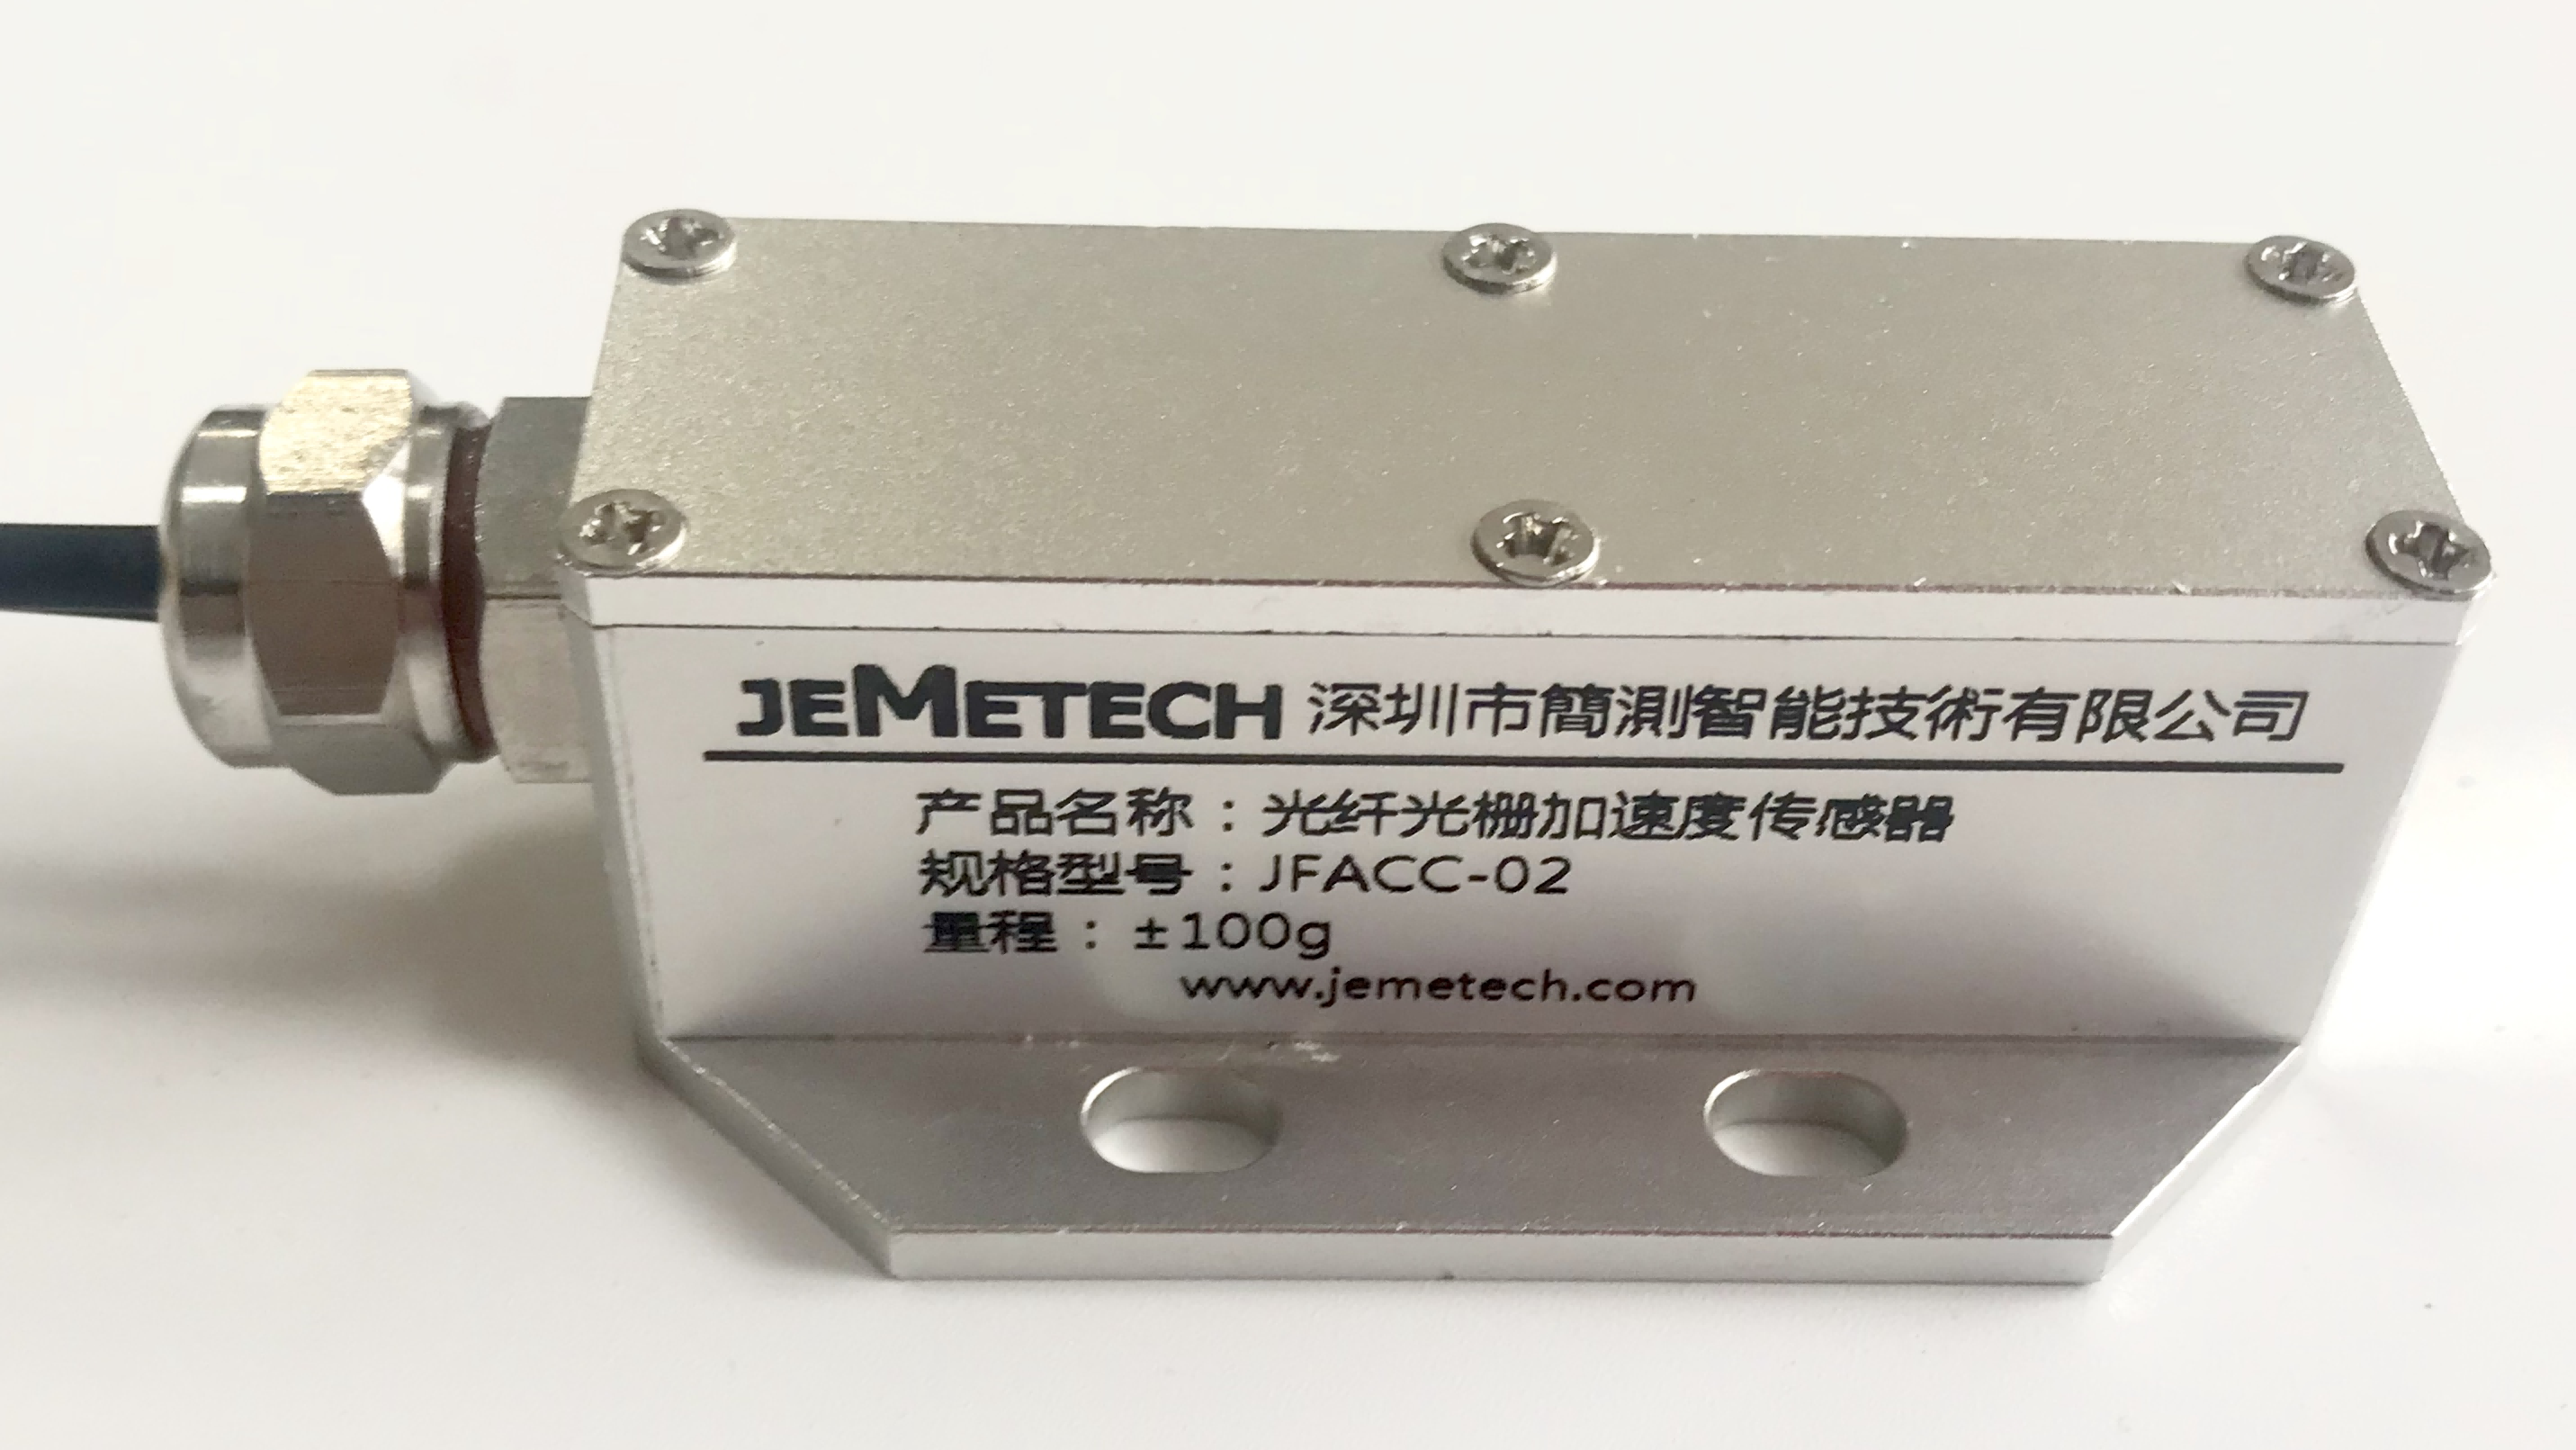 JEMETECH 深圳市簡測智能技術有限公司
产品名称：光纤光栅加速度传感器
规格型号：JFACC-02
量程：±100g
www.jemetech.com